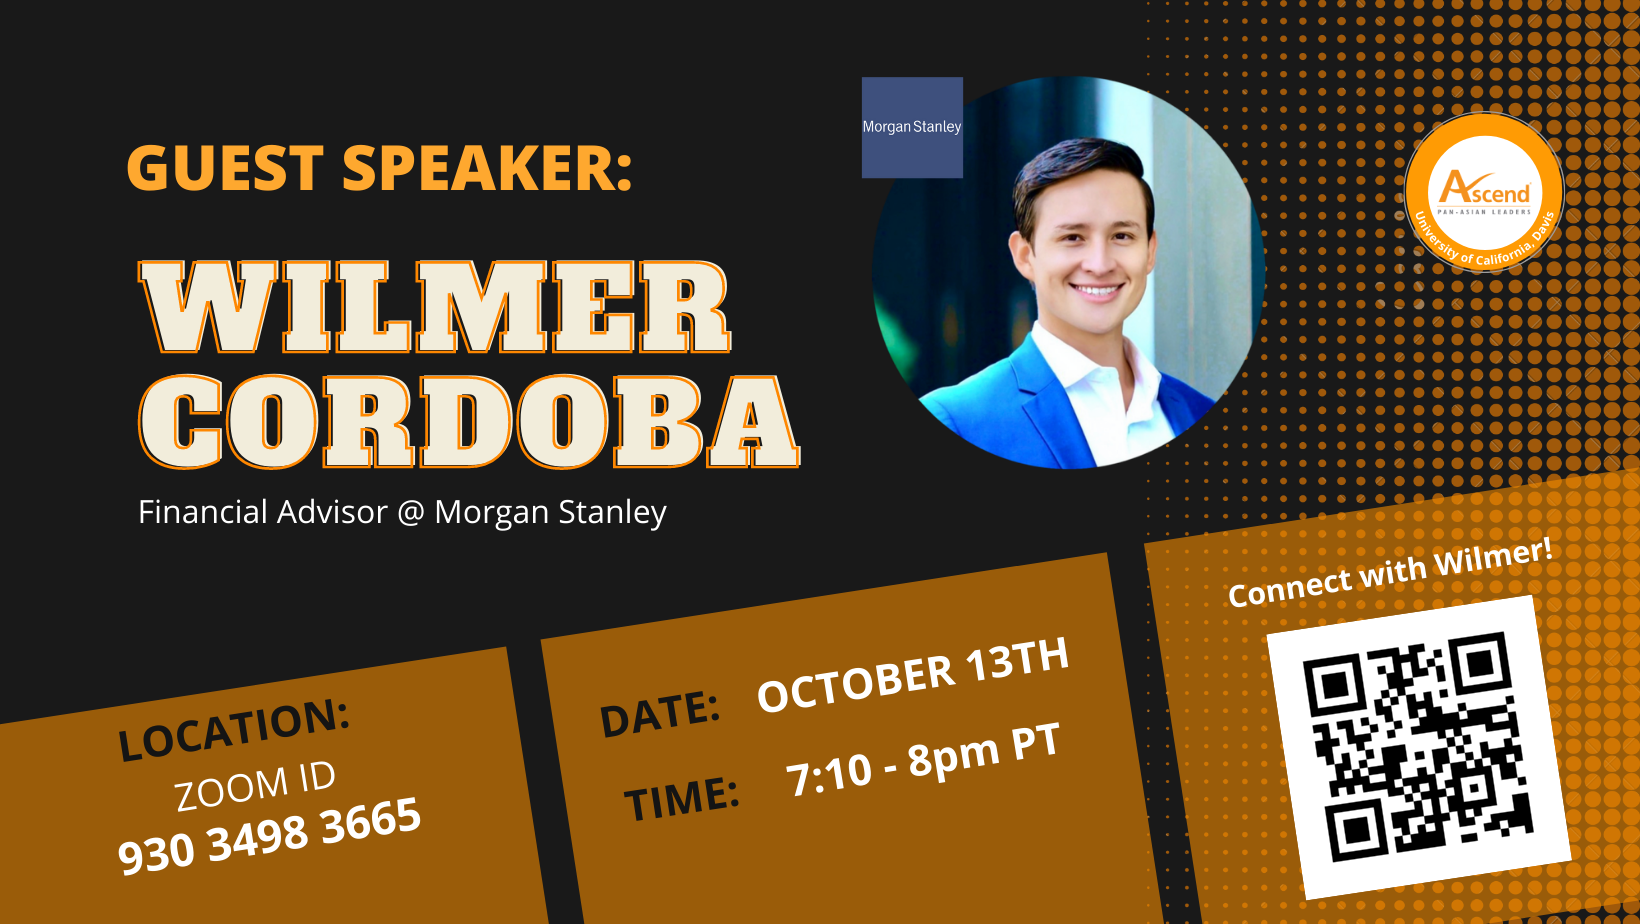 GUEST SPEAKER:
WILMER
CORDOBA
Financial Advisor @ Morgan Stanley
Morgan Stanley
Ascend
PAN-ASIAN LEADERS
University of California, Davis
LOCATION:
ZOOM ID
930 3498 3665
DATE: OCTOBER 13TH
TIME: 7:10 - 8pm PT
Connect with Wilmer!